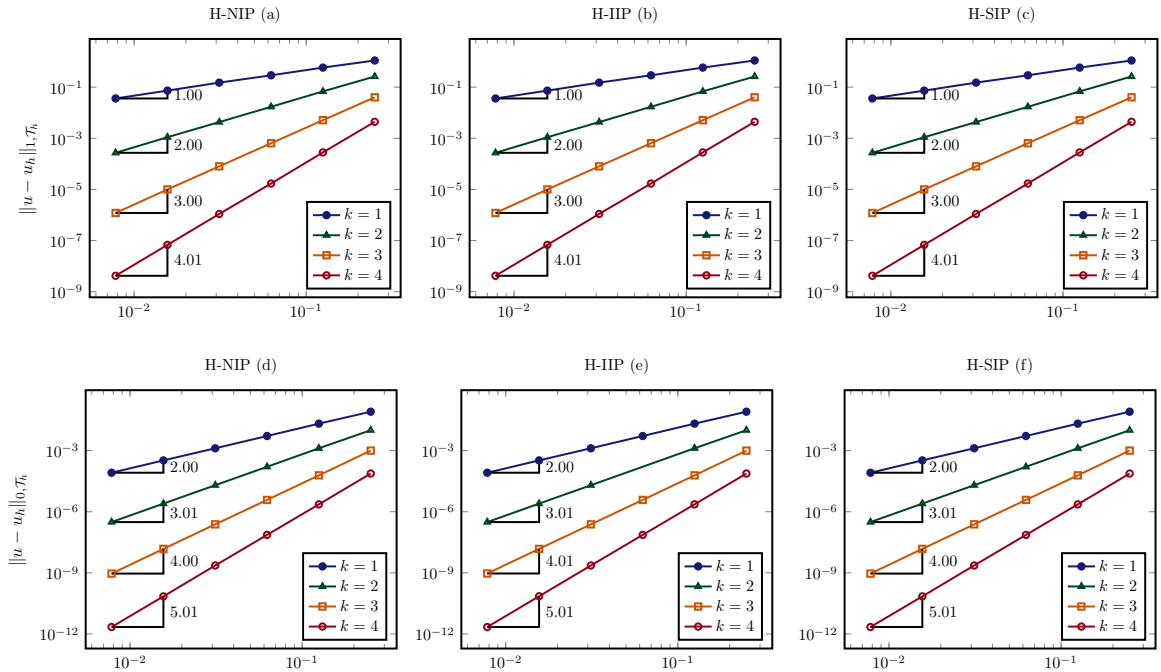 H-NIP (a)
H-IIP (b)
H-SIP (c)
‖u − u_h‖_{1,𝒯_h}
10^{−1}
10^{−3}
10^{−5}
10^{−7}
10^{−9}
10^{−2}
10^{−1}
1.00
2.00
3.00
4.01
k = 1
k = 2
k = 3
k = 4
10^{−1}
10^{−3}
10^{−5}
10^{−7}
10^{−9}
10^{−2}
10^{−1}
1.00
2.00
3.00
4.01
k = 1
k = 2
k = 3
k = 4
10^{−1}
10^{−3}
10^{−5}
10^{−7}
10^{−9}
10^{−2}
10^{−1}
1.00
2.00
3.00
4.01
k = 1
k = 2
k = 3
k = 4
H-NIP (d)
H-IIP (e)
H-SIP (f)
‖u − u_h‖_{0,𝒯_h}
10^{−3}
10^{−6}
10^{−9}
10^{−12}
10^{−2}
10^{−1}
2.00
3.01
4.00
5.01
k = 1
k = 2
k = 3
k = 4
10^{−3}
10^{−6}
10^{−9}
10^{−12}
10^{−2}
10^{−1}
2.00
3.01
4.01
5.01
k = 1
k = 2
k = 3
k = 4
10^{−3}
10^{−6}
10^{−9}
10^{−12}
10^{−2}
10^{−1}
2.00
3.01
4.00
5.01
k = 1
k = 2
k = 3
k = 4